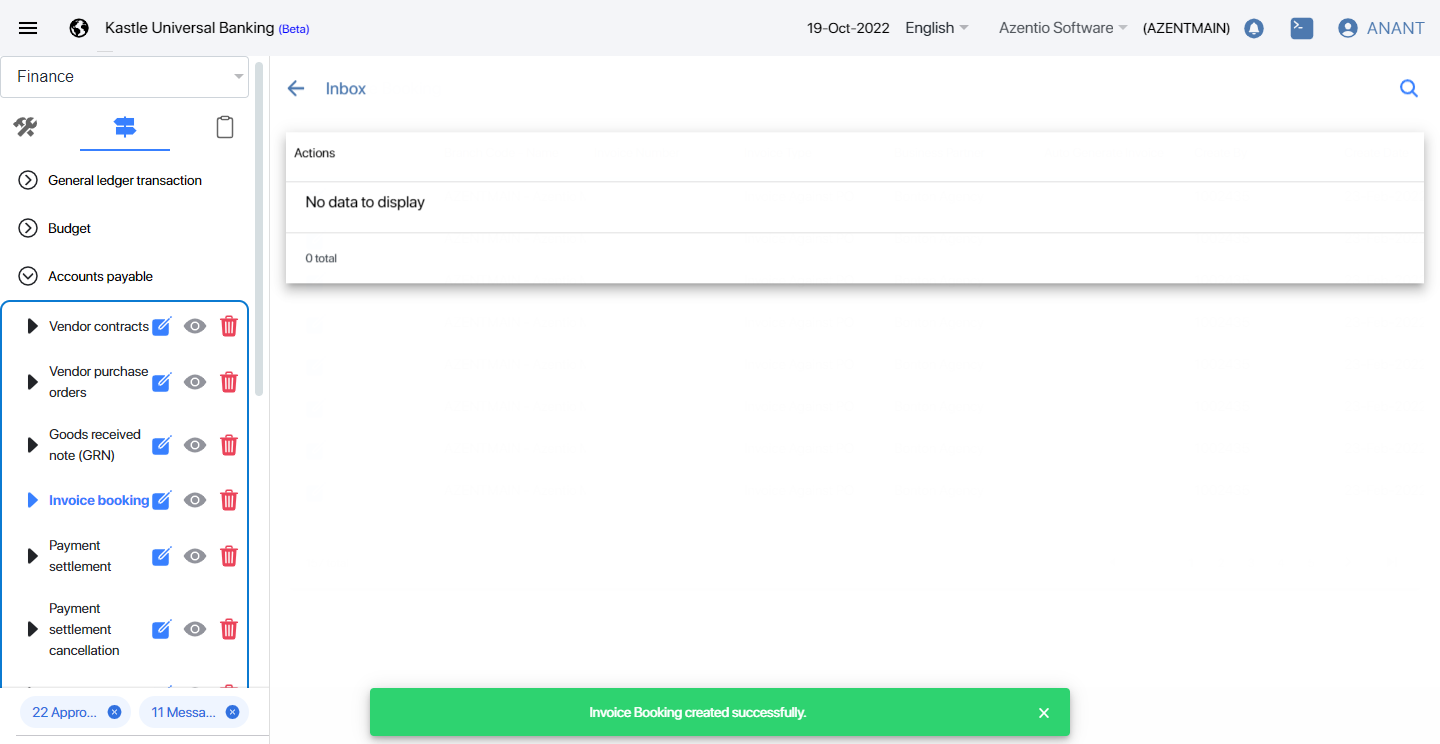 Kastle Universal Banking (Beta)
19-Oct-2022 English Azentio Software (AZENTMAIN) ANANT
Finance
General ledger transaction
Budget
Accounts payable
Vendor contracts
Vendor purchase
orders
Goods received
note (GRN)
Invoice booking
Payment
settlement
Payment
settlement
cancellation
22 Appro...
11 Messa...
Inbox
Actions
No data to display
0 total
Invoice Booking created successfully.